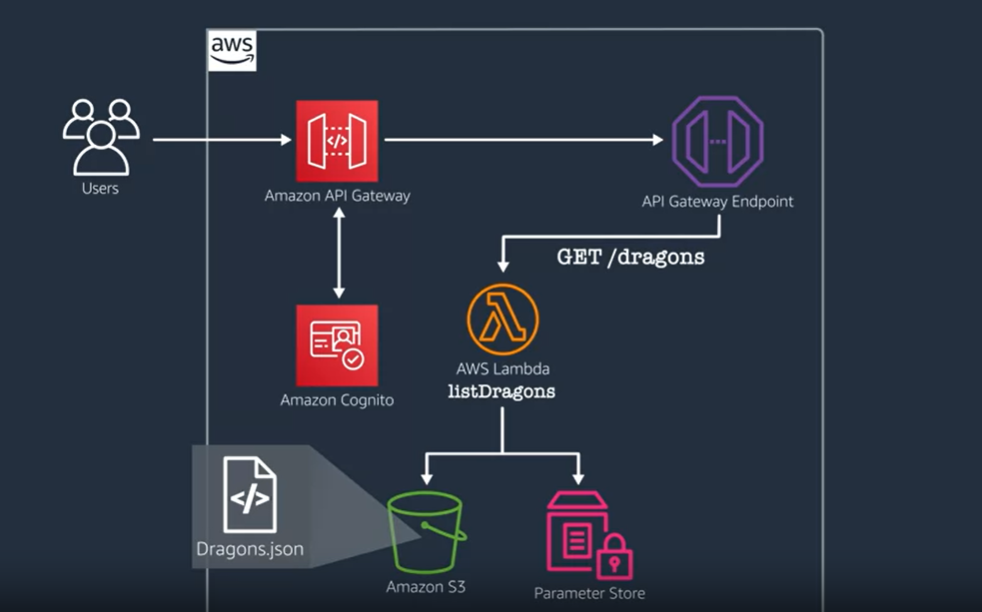 aws
Users
Amazon API Gateway
API Gateway Endpoint
GET /dragons
Amazon Cognito
AWS Lambda
listDragons
</>
Dragons.json
Amazon S3
Parameter Store